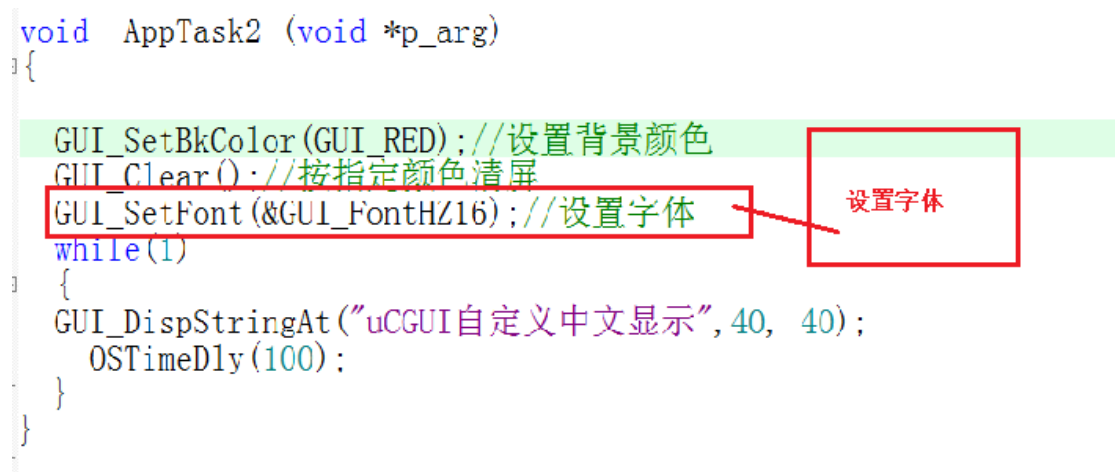 void  AppTask2 (void *p_arg)
{
GUI_SetBkColor(GUI_RED);//设置背景颜色
GUI_Clear();//按指定颜色清屏
GUI_SetFont(&GUI_FontHZ16);//设置字体
设置字体
while(1)
{
GUI_DispStringAt("uCGUI自定义中文显示",40, 40);
OSTimeDly(100);
}
}